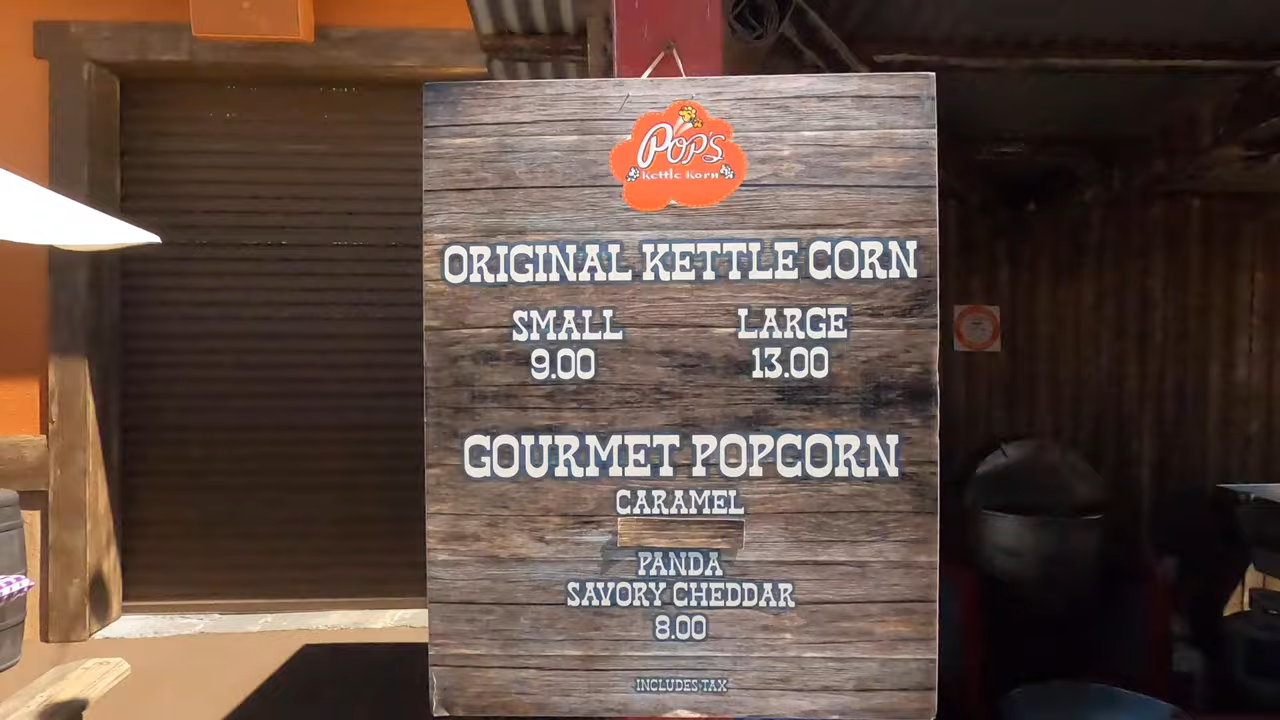 POP'S
Kettle Korn
ORIGINAL KETTLE CORN
SMALL LARGE
9.00 13.00
GOURMET POPCORN
CARAMEL
PANDA
SAVORY CHEDDAR
8.00
INCLUDES TAX